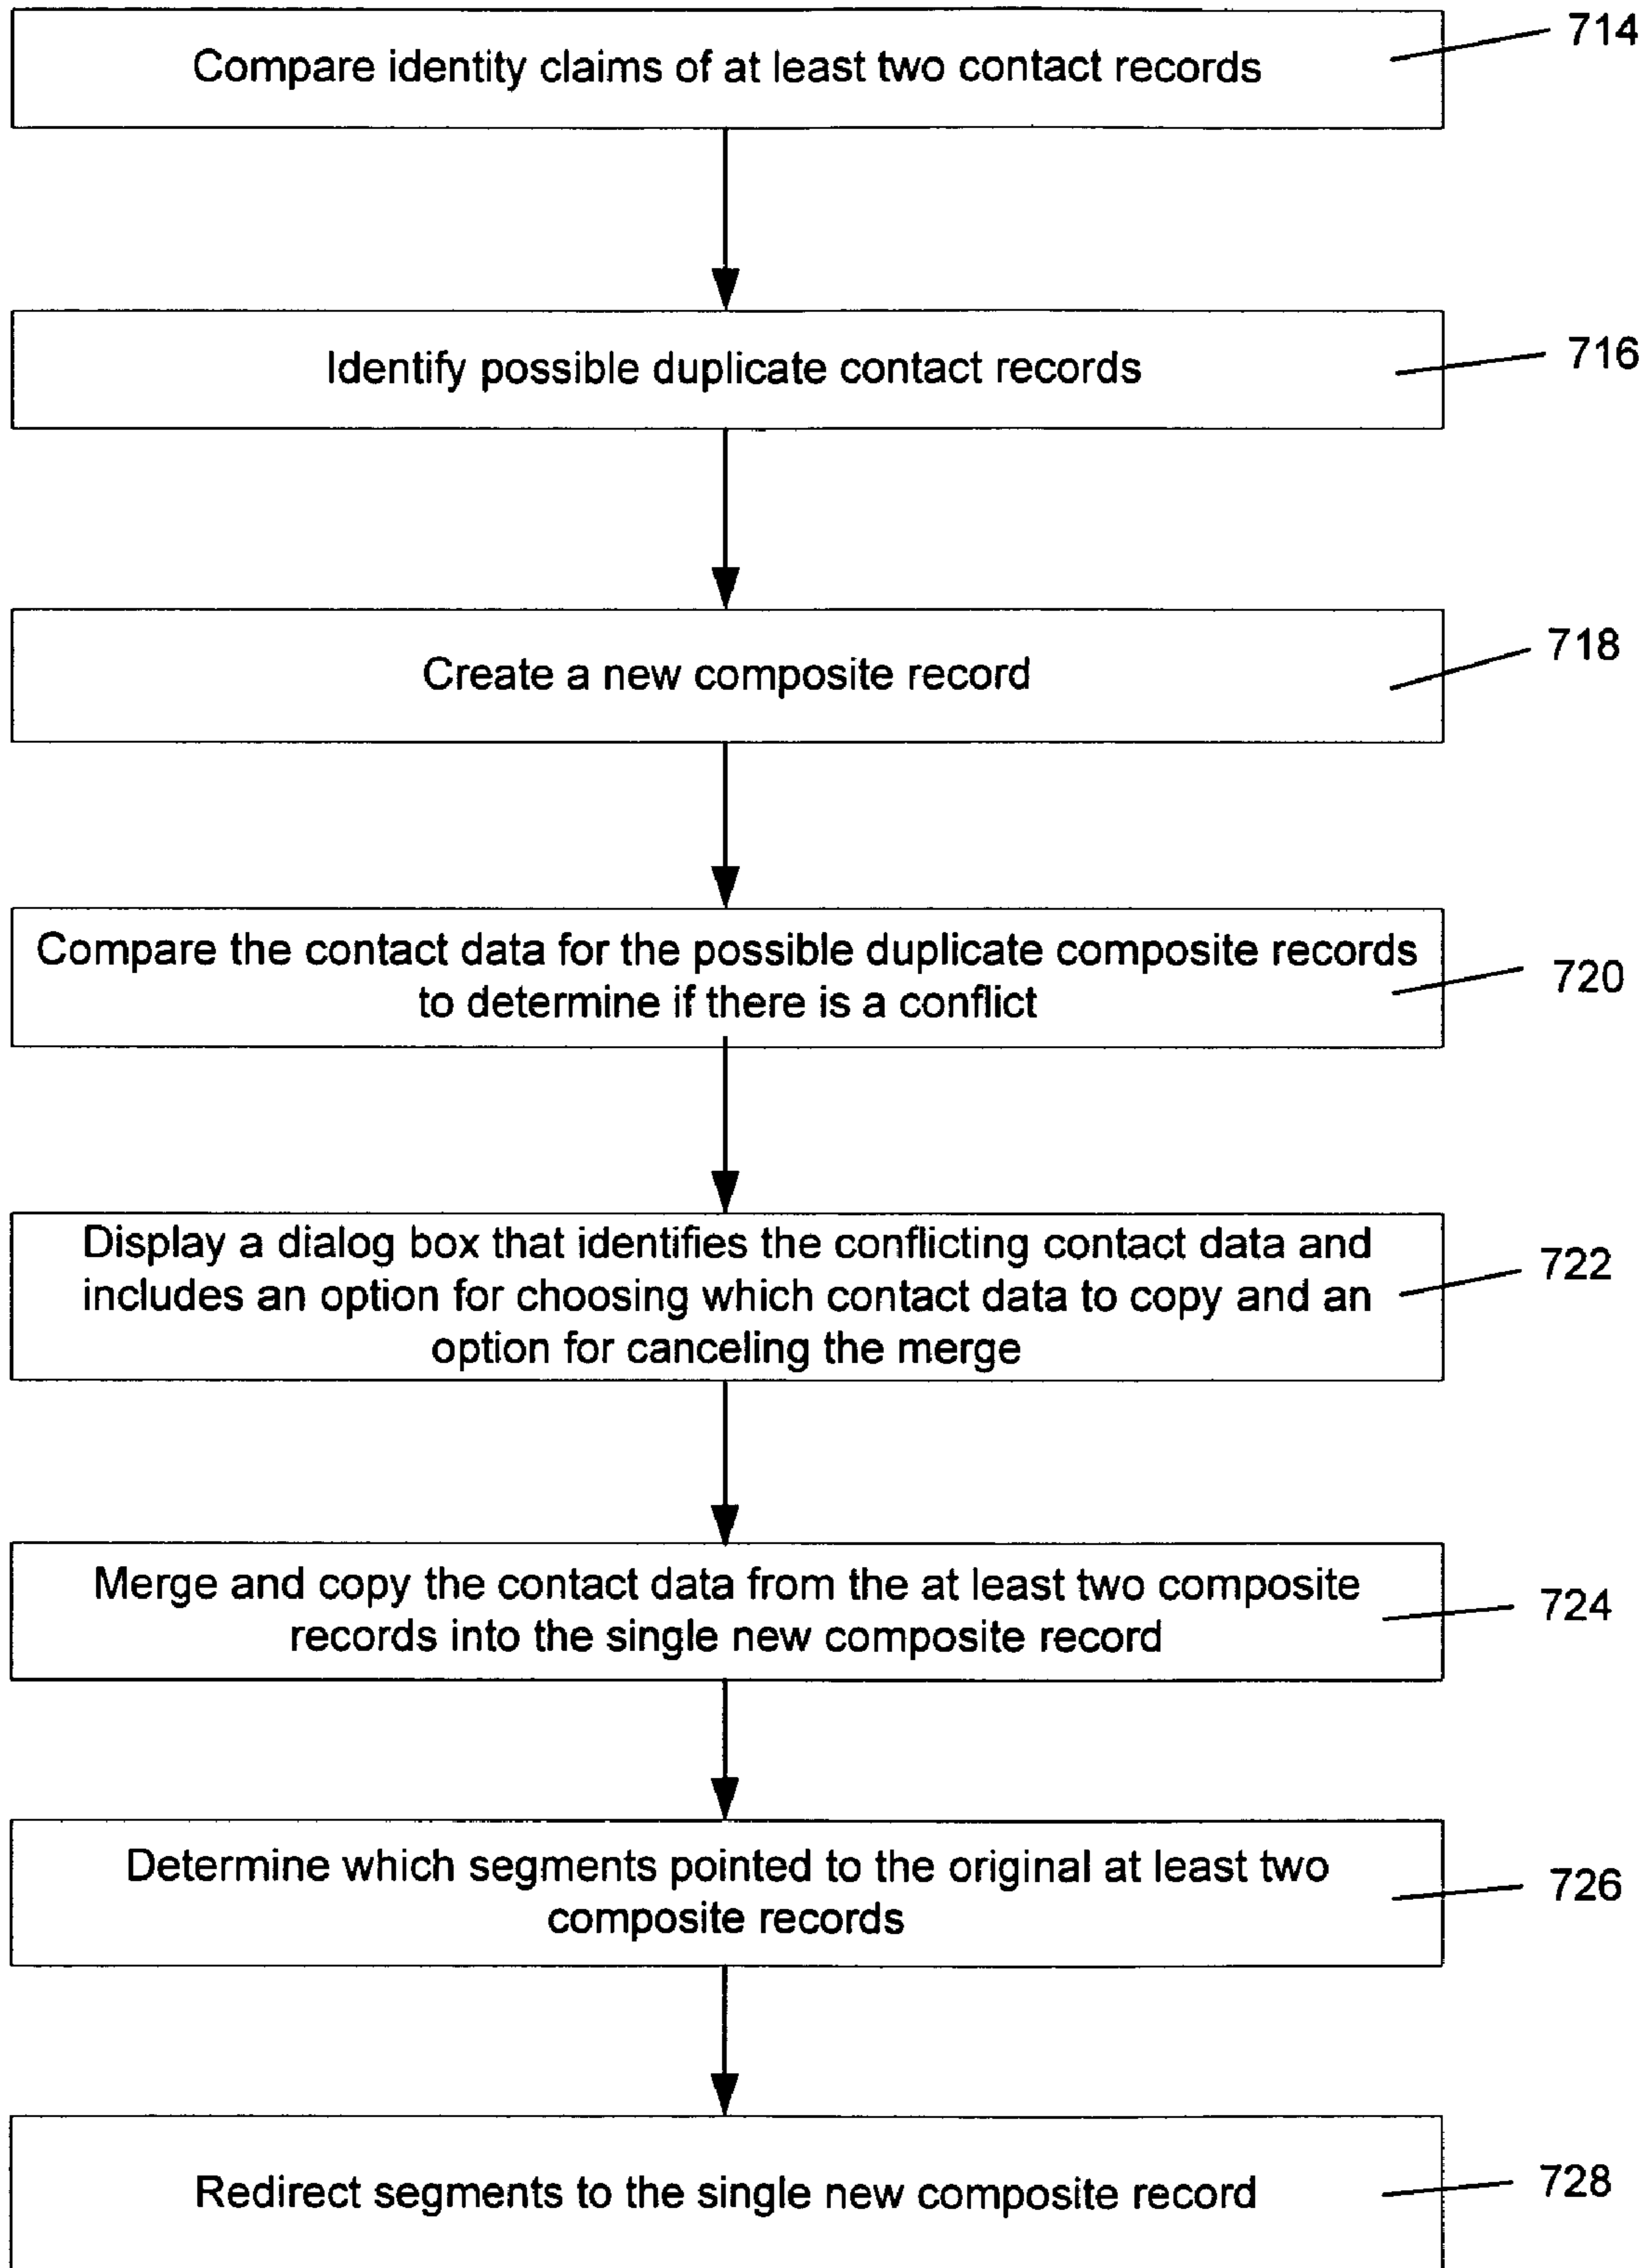 714
Compare identity claims of at least two contact records
716
Identify possible duplicate contact records
718
Create a new composite record
Compare the contact data for the possible duplicate composite records
to determine if there is a conflict
720
Display a dialog box that identifies the conflicting contact data and
includes an option for choosing which contact data to copy and an
option for canceling the merge
722
Merge and copy the contact data from the at least two composite
records into the single new composite record
724
Determine which segments pointed to the original at least two
composite records
726
Redirect segments to the single new composite record
728